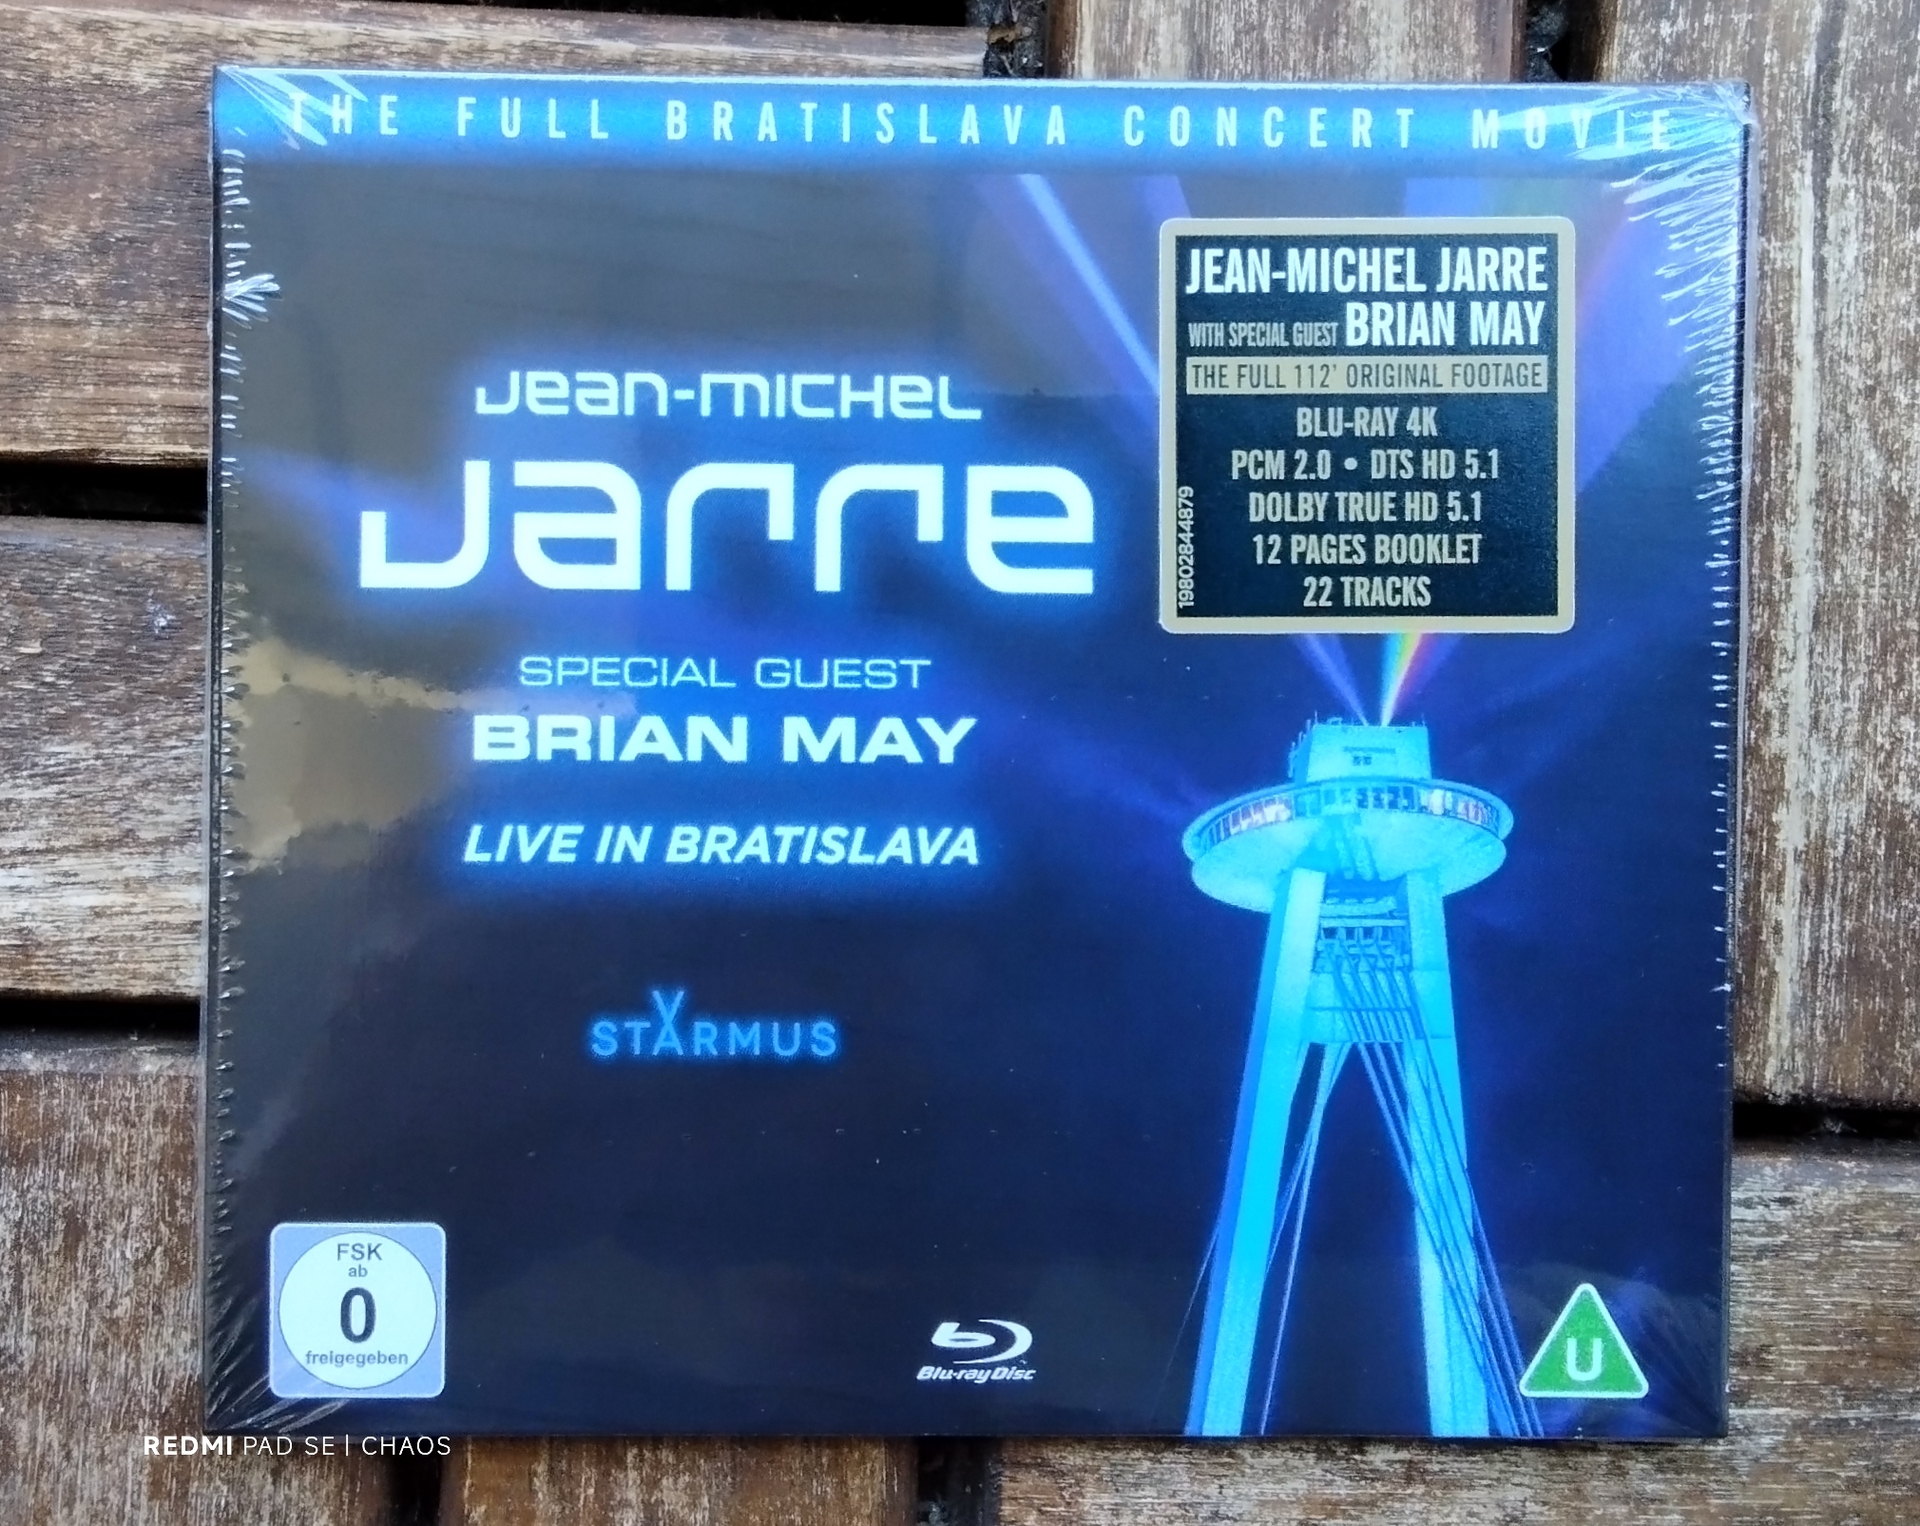 THE FULL BRATISLAVA CONCERT MOVIE
JEAN-MICHEL JARRE
WITH SPECIAL GUEST BRIAN MAY
THE FULL 112' ORIGINAL FOOTAGE
BLU-RAY 4K
PCM 2.0 • DTS HD 5.1
DOLBY TRUE HD 5.1
12 PAGES BOOKLET
22 TRACKS
19802844879
Jean-MICHEL
Jarre
SPECIAL GUEST
BRIAN MAY
LIVE IN BRATISLAVA
STARMUS
FSK
ab
0
freigegeben
Blu-ray Disc
U
REDMI PAD SE | CHAOS